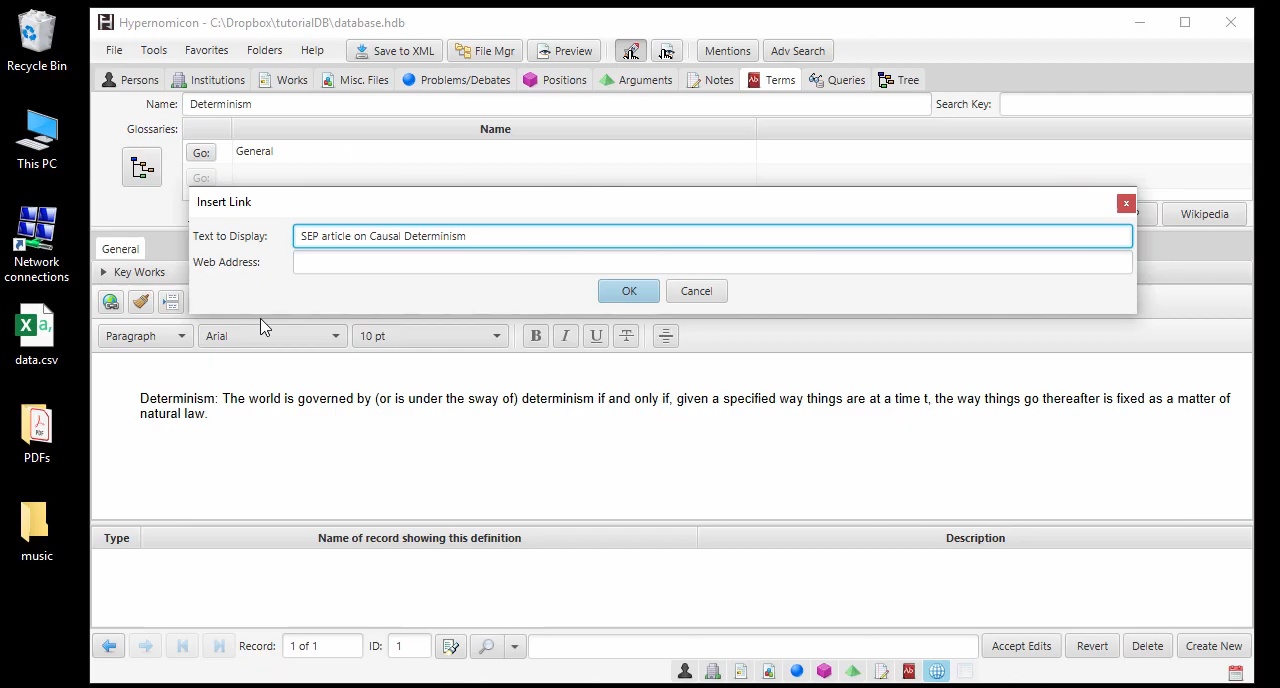 Recycle Bin
This PC
Network
connections
data.csv
PDFs
music
Hypernomicon - C:\Dropbox\tutorialDB\database.hdb
File Tools Favorites Folders Help Save to XML File Mgr Preview Mentions Adv Search
Persons Institutions Works Misc. Files Problems/Debates Positions Arguments Notes Terms Queries Tree
Name: Determinism Search Key:
Glossaries: Name
Go: General
Go:
Insert Link
Wikipedia
Text to Display: SEP article on Causal Determinism
General
Web Address:
Key Works
OK Cancel
Paragraph Arial 10 pt B I U T
Determinism: The world is governed by (or is under the sway of) determinism if and only if, given a specified way things are at a time t, the way things go thereafter is fixed as a matter of
natural law.
Type Name of record showing this definition Description
Record: 1 of 1 ID: 1 Accept Edits Revert Delete Create New